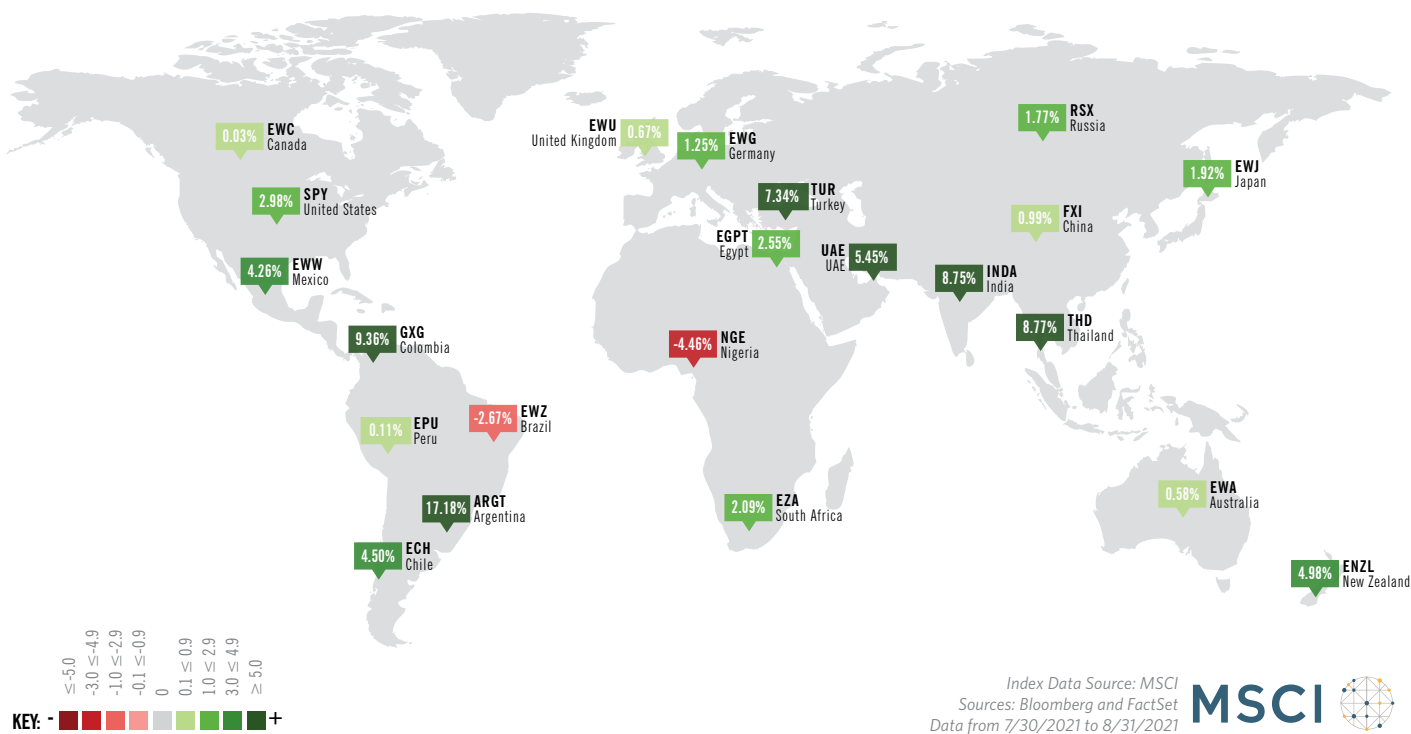 0.03%
EWC
Canada
2.98%
SPY
United States
4.26%
EWW
Mexico
9.36%
GXG
Colombia
0.11%
EPU
Peru
-2.67%
EWZ
Brazil
17.18%
ARGT
Argentina
4.50%
ECH
Chile
EWU
United Kingdom
0.67%
1.25%
EWG
Germany
7.34%
TUR
Turkey
EGPT
Egypt
2.55%
UAE
UAE
5.45%
-4.46%
NGE
Nigeria
2.09%
EZA
South Africa
1.77%
RSX
Russia
1.92%
EWJ
Japan
0.99%
FXI
China
8.75%
INDA
India
8.77%
THD
Thailand
0.58%
EWA
Australia
4.98%
ENZL
New Zealand
≤ -5.0
-3.0 ≤ -4.9
-1.0 ≤ -2.9
-0.1 ≤ -0.9
0
0.1 ≤ 0.9
1.0 ≤ 2.9
3.0 ≤ 4.9
≥ 5.0
KEY: - +
Index Data Source: MSCI
Sources: Bloomberg and FactSet
Data from 7/30/2021 to 8/31/2021
MSCI